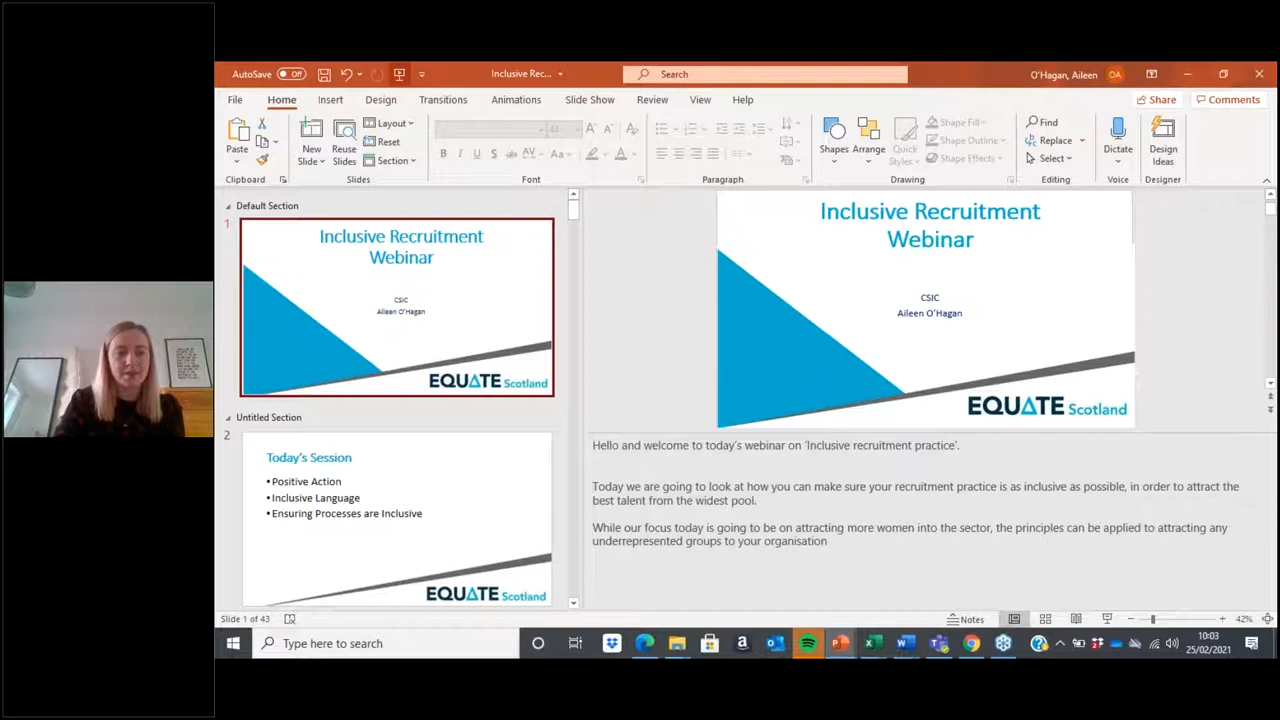 AutoSave Off
Inclusive Rec...
Search
O'Hagan, Aileen OA
File Home Insert Design Transitions Animations Slide Show Review View Help
Share Comments
Paste
New Slide
Reuse Slides
Layout
Reset
Section
Shapes
Arrange
Quick Styles
Shape Fill
Shape Outline
Shape Effects
Find
Replace
Select
Dictate
Design Ideas
Clipboard Slides Font Paragraph Drawing Editing Voice Designer
Default Section
1
Inclusive Recruitment
Webinar
CSIC
Aileen O'Hagan
EQUATE Scotland
Untitled Section
2
Today's Session
•Positive Action
•Inclusive Language
•Ensuring Processes are Inclusive
EQUATE Scotland
Inclusive Recruitment
Webinar
CSIC
Aileen O'Hagan
EQUATE Scotland
Hello and welcome to today's webinar on 'Inclusive recruitment practice'.
Today we are going to look at how you can make sure your recruitment practice is as inclusive as possible, in order to attract the
best talent from the widest pool.
While our focus today is going to be on attracting more women into the sector, the principles can be applied to attracting any
underrepresented groups to your organisation
Slide 1 of 43
Notes
42%
Type here to search
10:03
25/02/2021